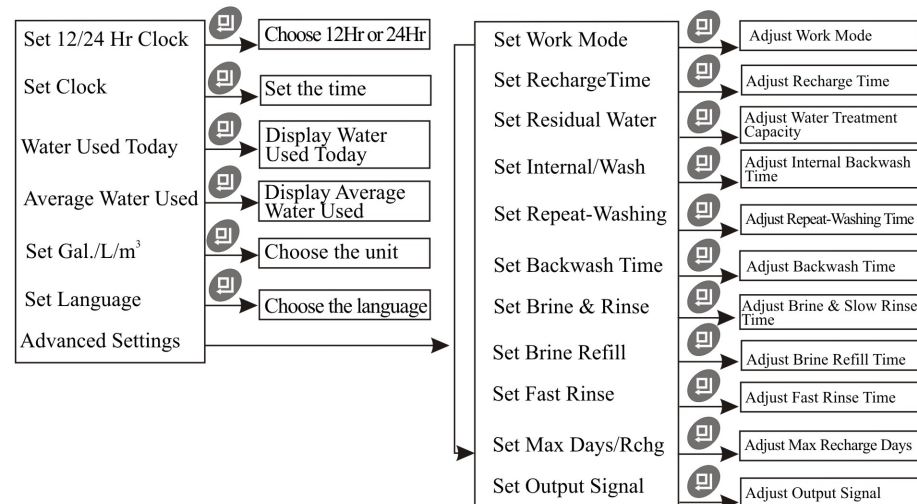 Set 12/24 Hr Clock
Choose 12Hr or 24Hr
Set Clock
Set the time
Water Used Today
Display Water
Used Today
Average Water Used
Display Average
Water Used
Set Gal./L/m³
Choose the unit
Set Language
Choose the language
Advanced Settings
Set Work Mode
Adjust Work Mode
Set RechargeTime
Adjust Recharge Time
Set Residual Water
Adjust Water Treatment
Capacity
Set Internal/Wash
Adjust Internal Backwash
Time
Set Repeat-Washing
Adjust Repeat-Washing Time
Set Backwash Time
Adjust Backwash Time
Set Brine & Rinse
Adjust Brine & Slow Rinse
Time
Set Brine Refill
Adjust Brine Refill Time
Set Fast Rinse
Adjust Fast Rinse Time
Set Max Days/Rchg
Adjust Max Recharge Days
Set Output Signal
Adjust Output Signal